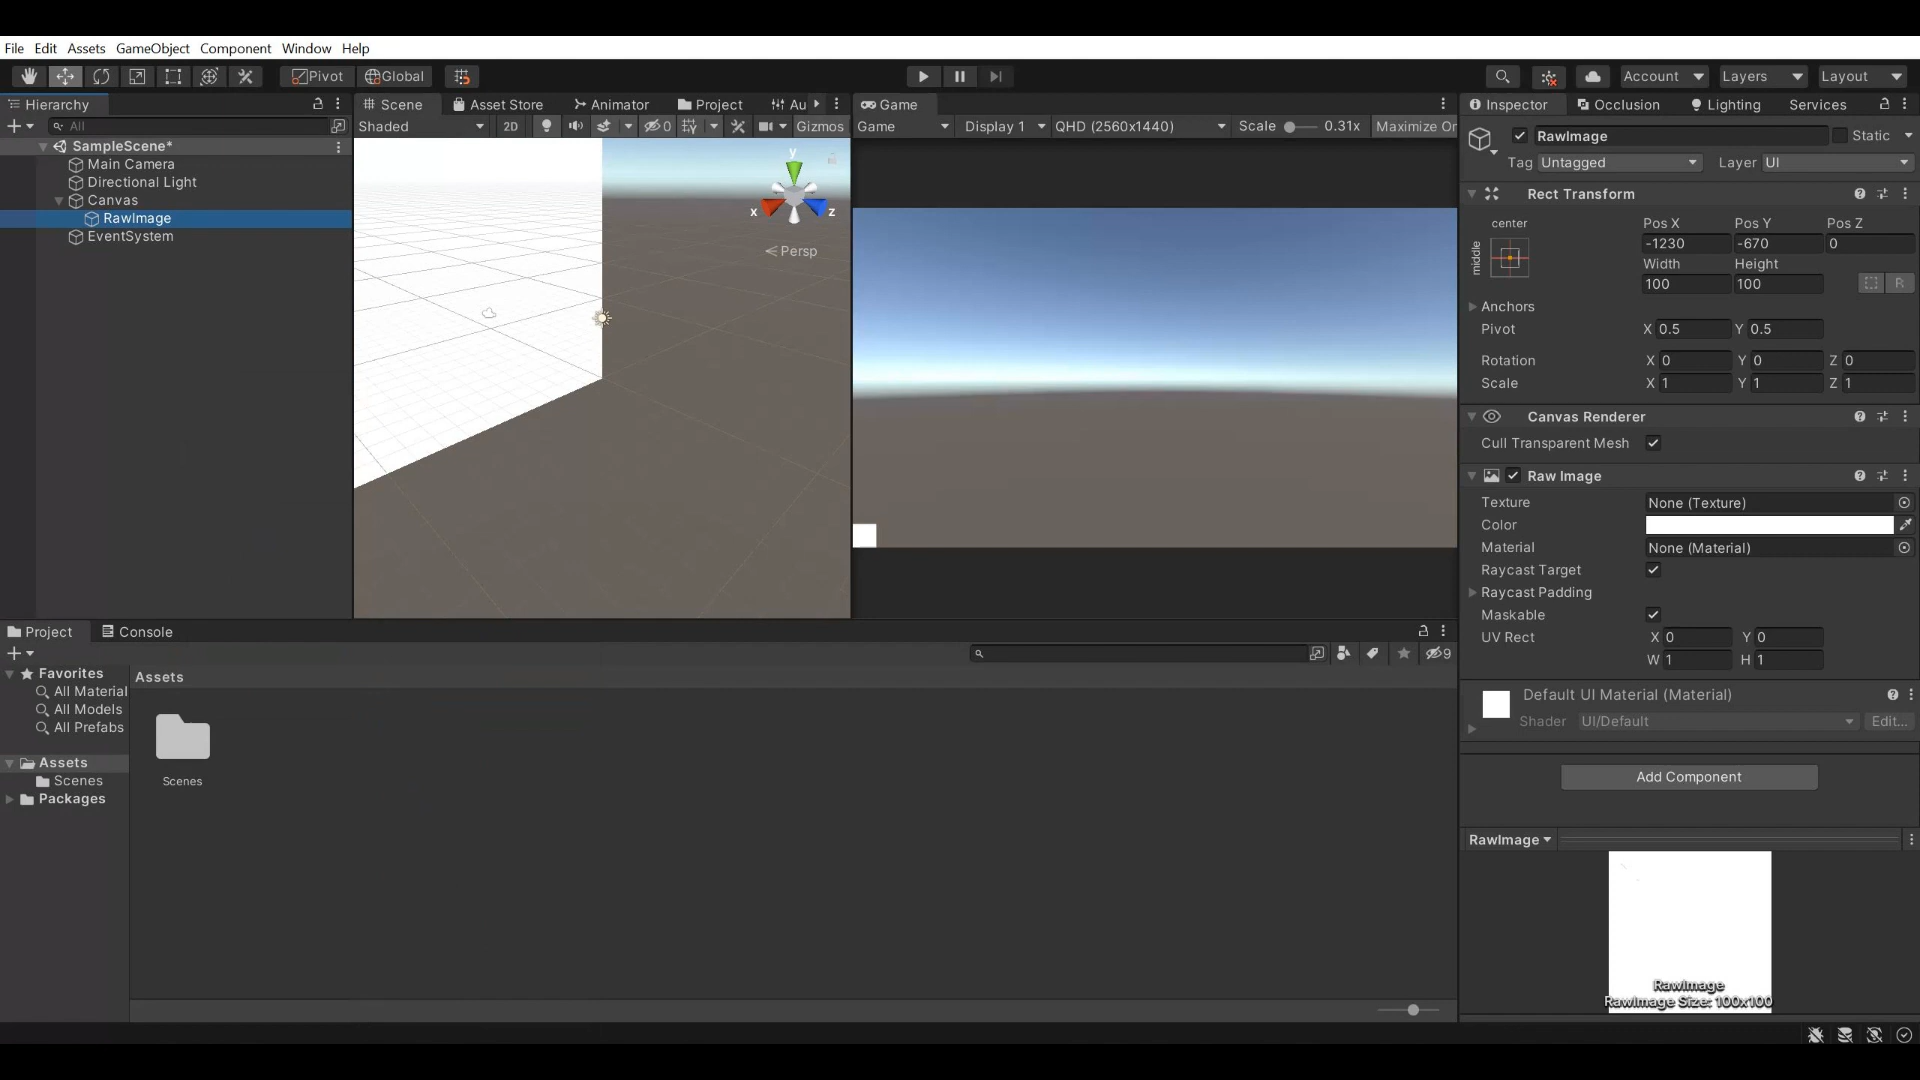 File Edit Assets GameObject Component Window Help
Pivot Global Account Layers Layout
Hierarchy
All
SampleScene*
Main Camera
Directional Light
Canvas
RawImage
EventSystem
Scene Asset Store Animator Project Au
Shaded 2D 0 Gizmos
y
x z
Persp
Game
Game Display 1 QHD (2560x1440) Scale 0.31x Maximize On
Inspector Occlusion Lighting Services
RawImage Static
Tag Untagged Layer UI
Rect Transform
center Pos X Pos Y Pos Z
middle -1230 -670 0
Width Height
100 100 R
Anchors
Pivot X 0.5 Y 0.5
Rotation X 0 Y 0 Z 0
Scale X 1 Y 1 Z 1
Canvas Renderer
Cull Transparent Mesh
Raw Image
Texture None (Texture)
Color
Material None (Material)
Raycast Target
Raycast Padding
Maskable
UV Rect X 0 Y 0
W 1 H 1
Default UI Material (Material)
Shader UI/Default Edit...
Add Component
RawImage
RawImage
RawImage Size: 100x100
Project Console
9
Favorites
All Material
All Models
All Prefabs
Assets
Scenes
Packages
Assets
Scenes